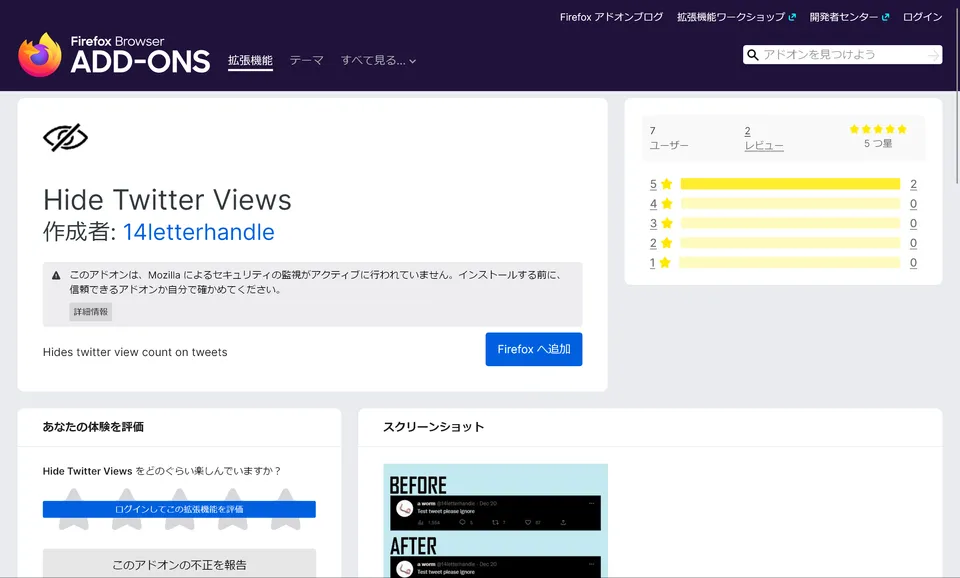 Firefox アドオンブログ 拡張機能ワークショップ 開発者センター ログイン
Firefox Browser
ADD-ONS
拡張機能 テーマ すべて見る...
アドオンを見つけよう
Hide Twitter Views
作成者: 14letterhandle
このアドオンは、Mozilla によるセキュリティの監視がアクティブに行われていません。インストールする前に、
信頼できるアドオンか自分で確かめてください。
詳細情報
Hides twitter view count on tweets
Firefox へ追加
7
ユーザー
2
レビュー
5 つ星
5 2
4 0
3 0
2 0
1 0
あなたの体験を評価
Hide Twitter Views をどのぐらい楽しんでいますか？
ログインしてこの拡張機能を評価
このアドオンの不正を報告
スクリーンショット
BEFORE
a worm @14letterhandle · Dec 20
Test tweet please ignore
AFTER
a worm @14letterhandle · Dec 20
Test tweet please ignore